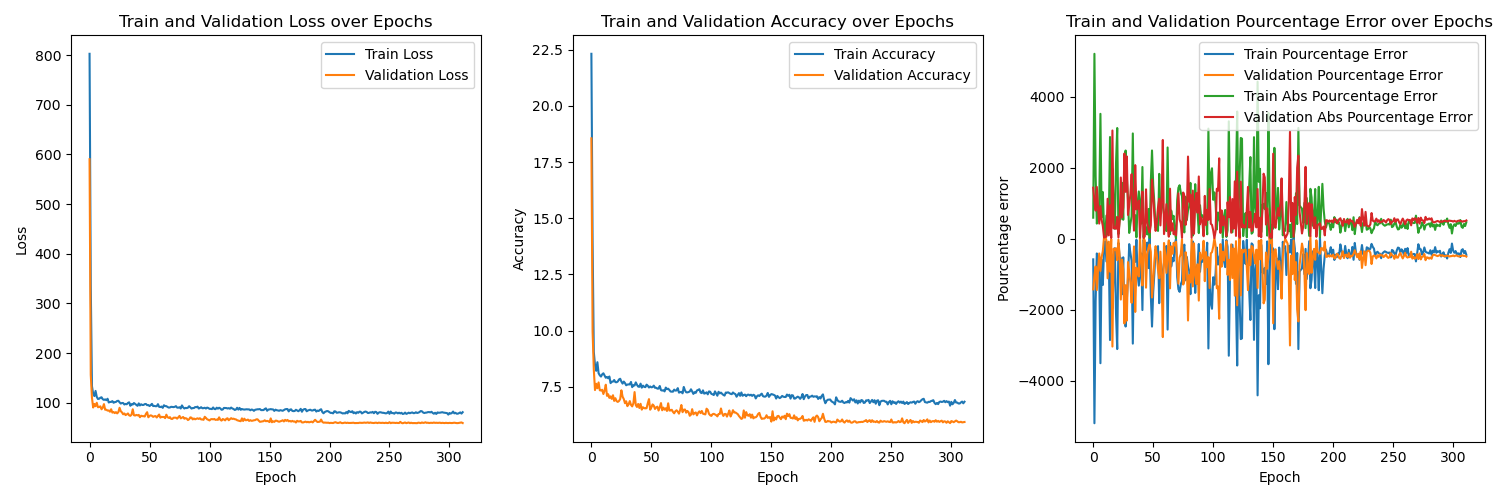 Train and Validation Loss over Epochs
Train Loss
Validation Loss
800
700
600
500
400
300
200
100
Loss
0 50 100 150 200 250 300
Epoch
Train and Validation Accuracy over Epochs
Train Accuracy
Validation Accuracy
22.5
20.0
17.5
15.0
12.5
10.0
7.5
Accuracy
0 50 100 150 200 250 300
Epoch
Train and Validation Pourcentage Error over Epochs
Train Pourcentage Error
Validation Pourcentage Error
Train Abs Pourcentage Error
Validation Abs Pourcentage Error
4000
2000
0
−2000
−4000
Pourcentage error
0 50 100 150 200 250 300
Epoch